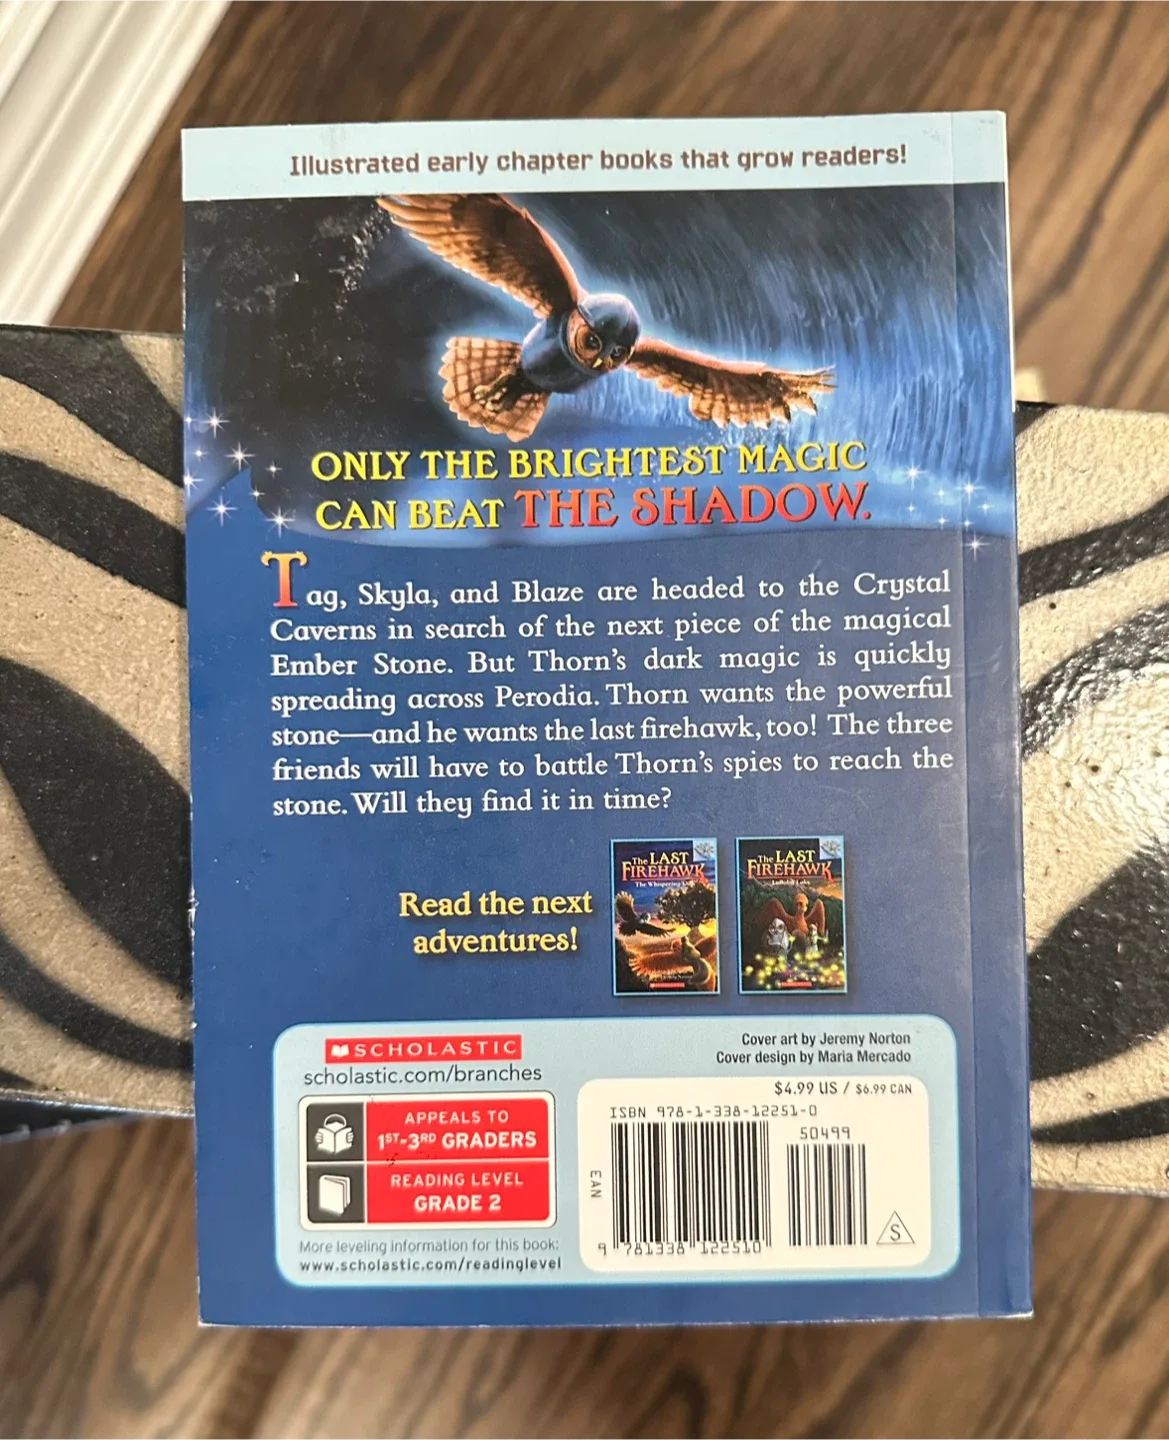 Illustrated early chapter books that grow readers!
ONLY THE BRIGHTEST MAGIC
CAN BEAT THE SHADOW.
Tag, Skyla, and Blaze are headed to the Crystal
Caverns in search of the next piece of the magical
Ember Stone. But Thorn's dark magic is quickly
spreading across Perodia. Thorn wants the powerful
stone—and he wants the last firehawk, too! The three
friends will have to battle Thorn's spies to reach the
stone. Will they find it in time?
Read the next
adventures!
The LAST
FIREHAWK
The Whispering
The LAST
FIREHAWK
Lullaby Lake
SCHOLASTIC
scholastic.com/branches
APPEALS TO
1ST-3RD GRADERS
READING LEVEL
GRADE 2
More leveling information for this book:
www.scholastic.com/readinglevel
Cover art by Jeremy Norton
Cover design by Maria Mercado
$4.99 US / $6.99 CAN
ISBN 978-1-338-12251-0
50499
EAN
9 781338 122510
S